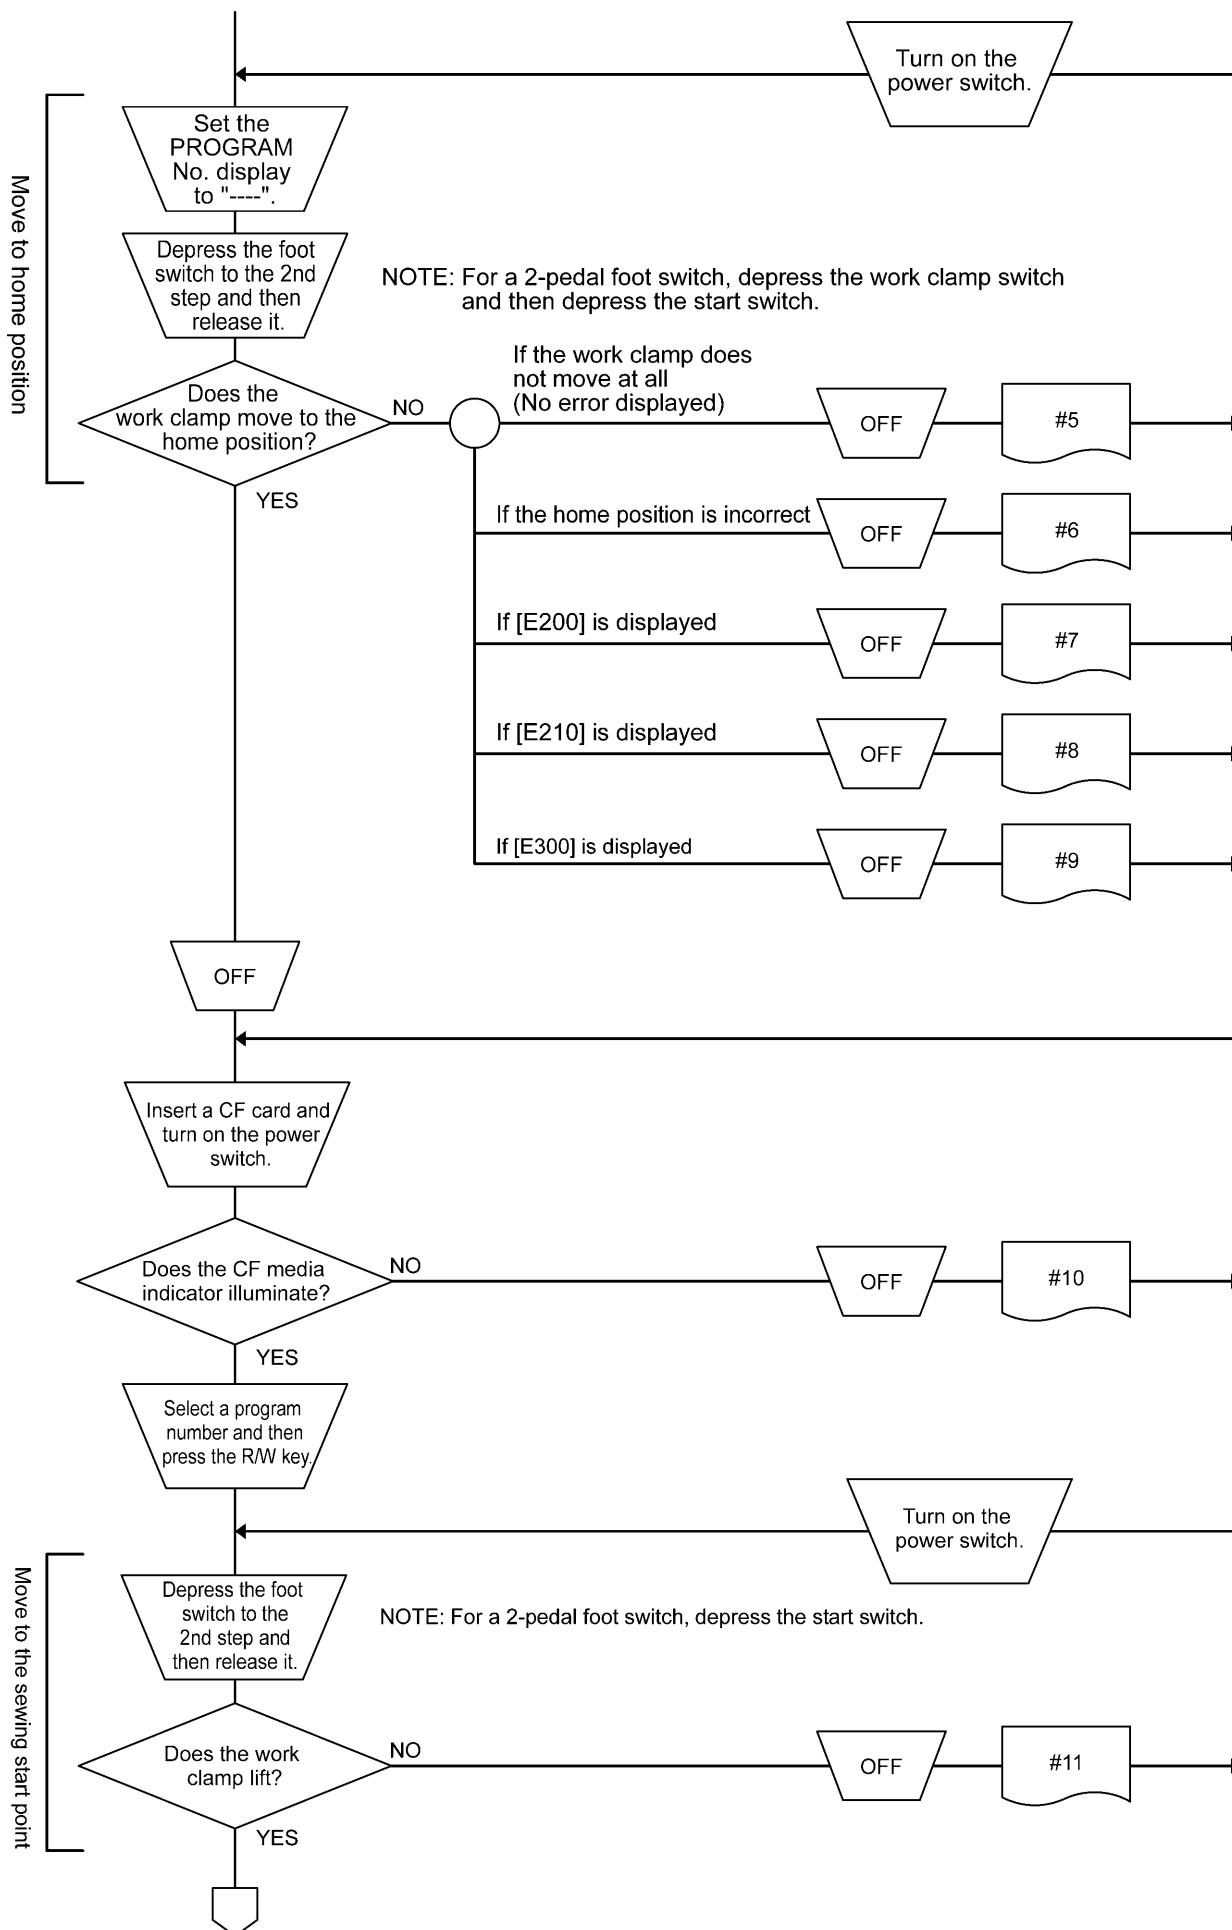 Turn on the
power switch.
Move to home position
Set the
PROGRAM
No. display
to "----".
Depress the foot
switch to the 2nd
step and then
release it.
NOTE: For a 2-pedal foot switch, depress the work clamp switch
and then depress the start switch.
Does the
work clamp move to the
home position?
NO
YES
If the work clamp does
not move at all
(No error displayed)
OFF
#5
If the home position is incorrect
OFF
#6
If [E200] is displayed
OFF
#7
If [E210] is displayed
OFF
#8
If [E300] is displayed
OFF
#9
OFF
Insert a CF card and
turn on the power
switch.
Does the CF media
indicator illuminate?
NO
OFF
#10
YES
Select a program
number and then
press the R/W key.
Turn on the
power switch.
Move to the sewing start point
Depress the foot
switch to the
2nd step and
then release it.
NOTE: For a 2-pedal foot switch, depress the start switch.
Does the work
clamp lift?
NO
OFF
#11
YES